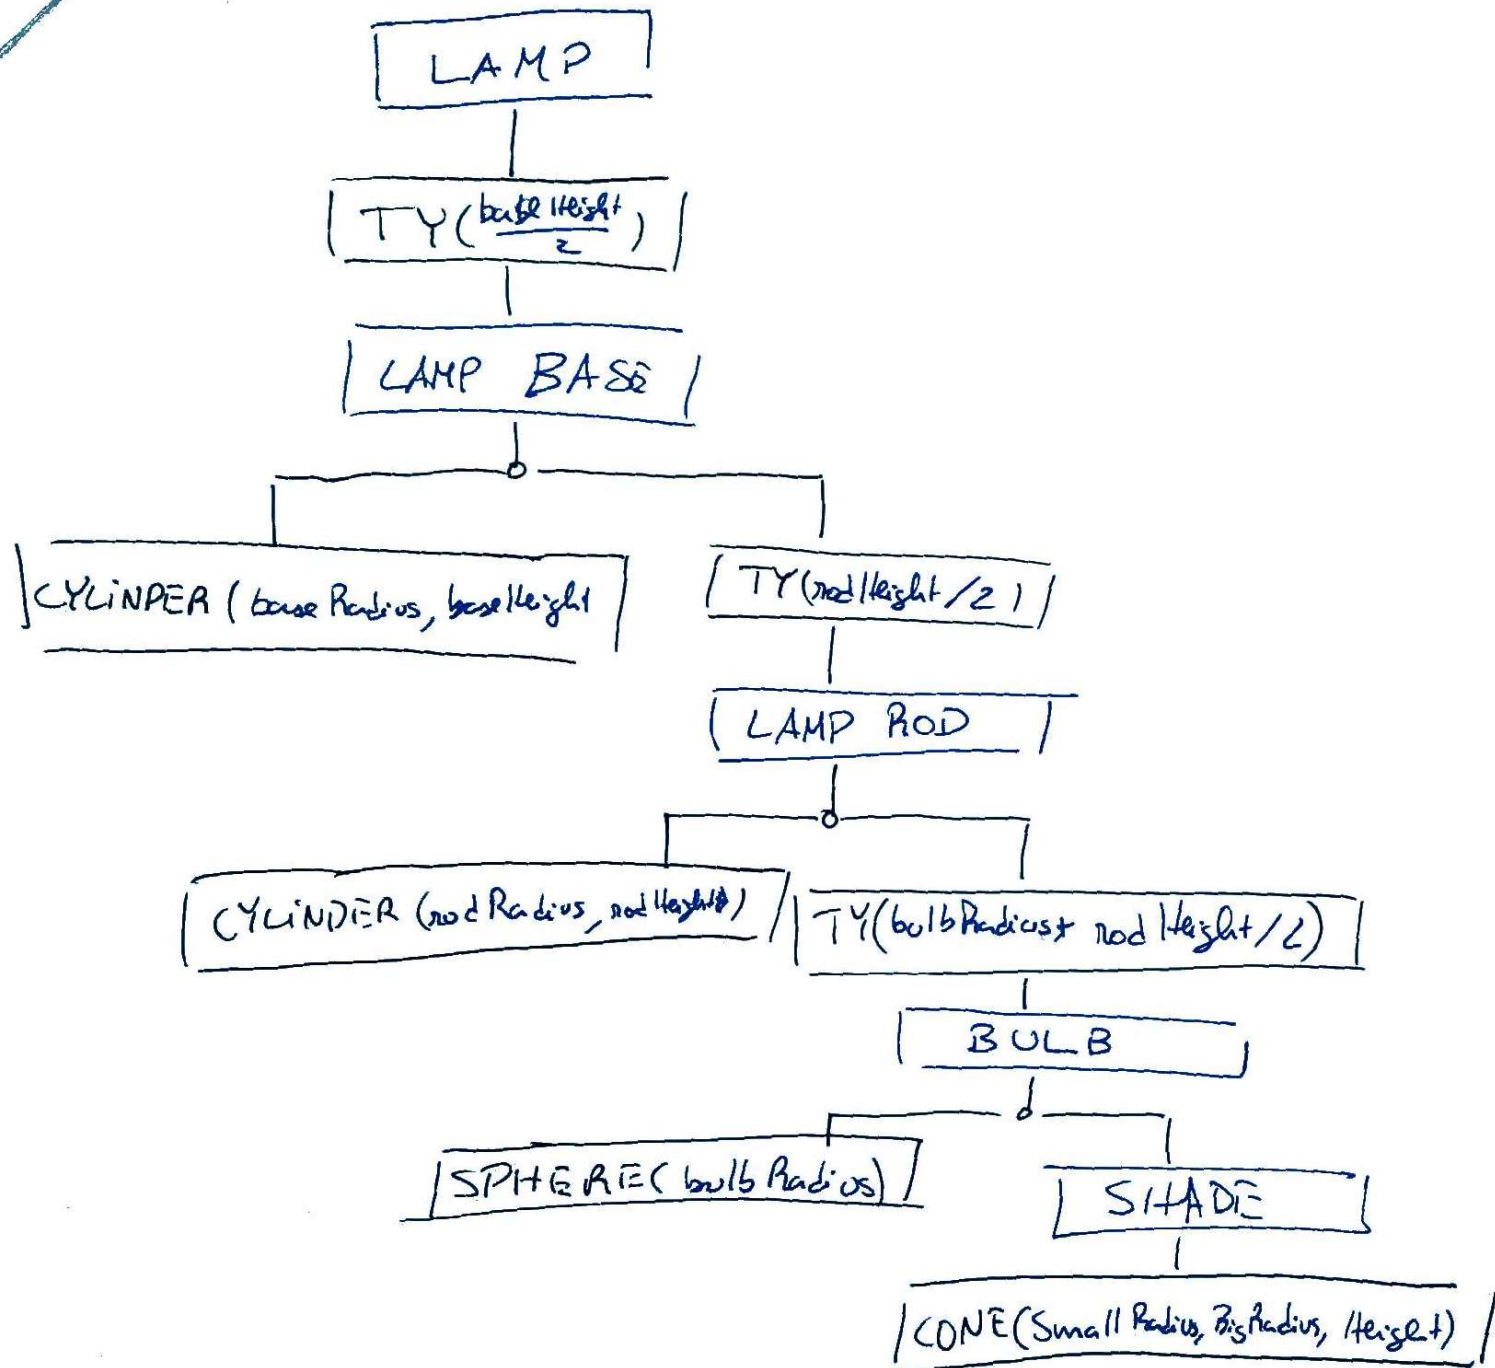 LAMP
TY(baseHeight/2)
LAMP BASE
CYLINDER (baseRadius, baseHeight
TY(rodHeight/2)
LAMP ROD
CYLINDER (rodRadius, rodHeight)
TY(bulbRadius+ rodHeight/2)
BULB
SPHERE(bulbRadius)
SHADE
CONE(SmallRadius, BigRadius, Height)